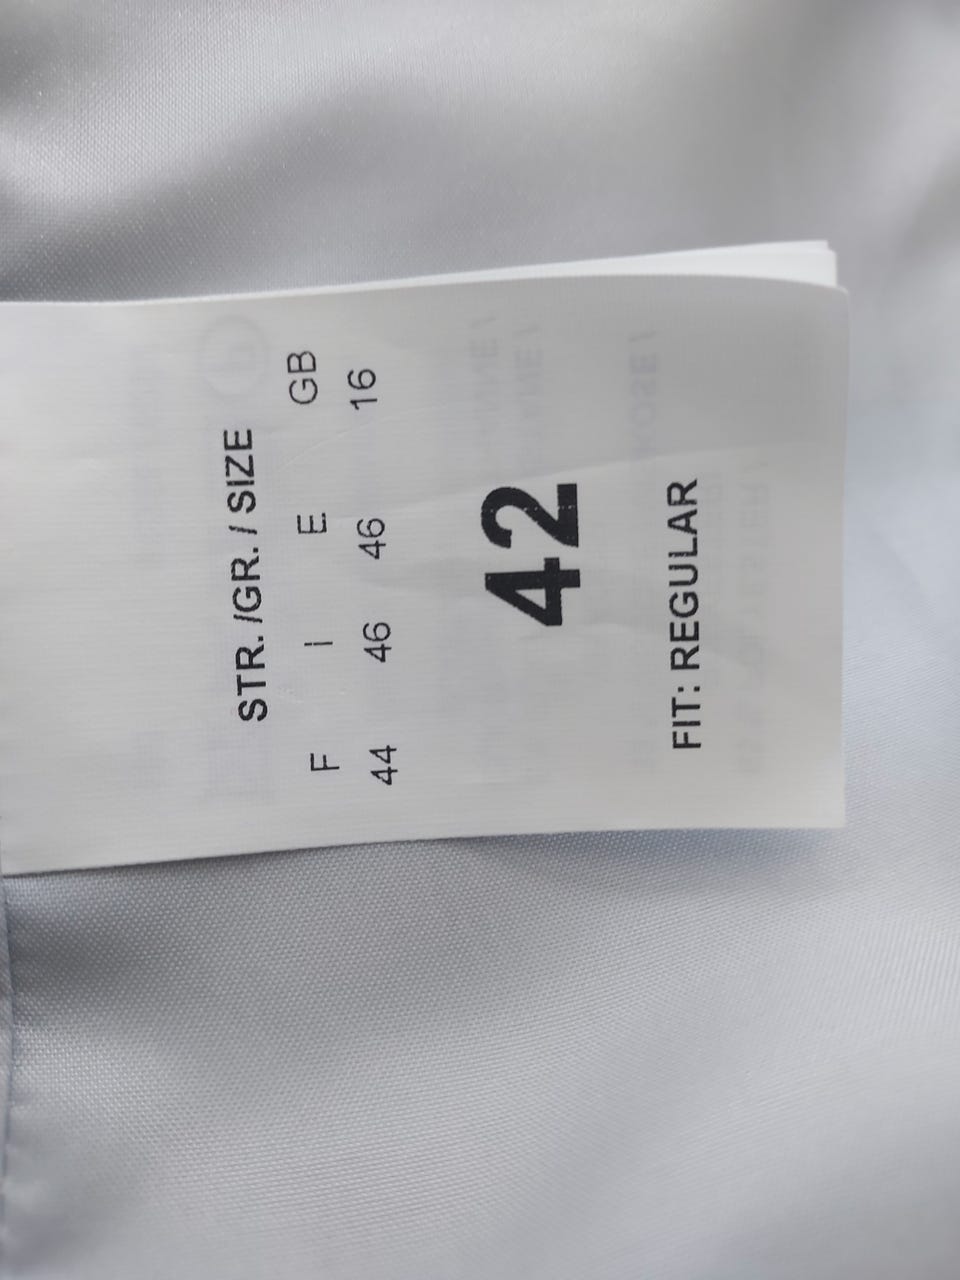 STR. /GR. / SIZE
F I E GB
44 46 46 16
42
FIT: REGULAR